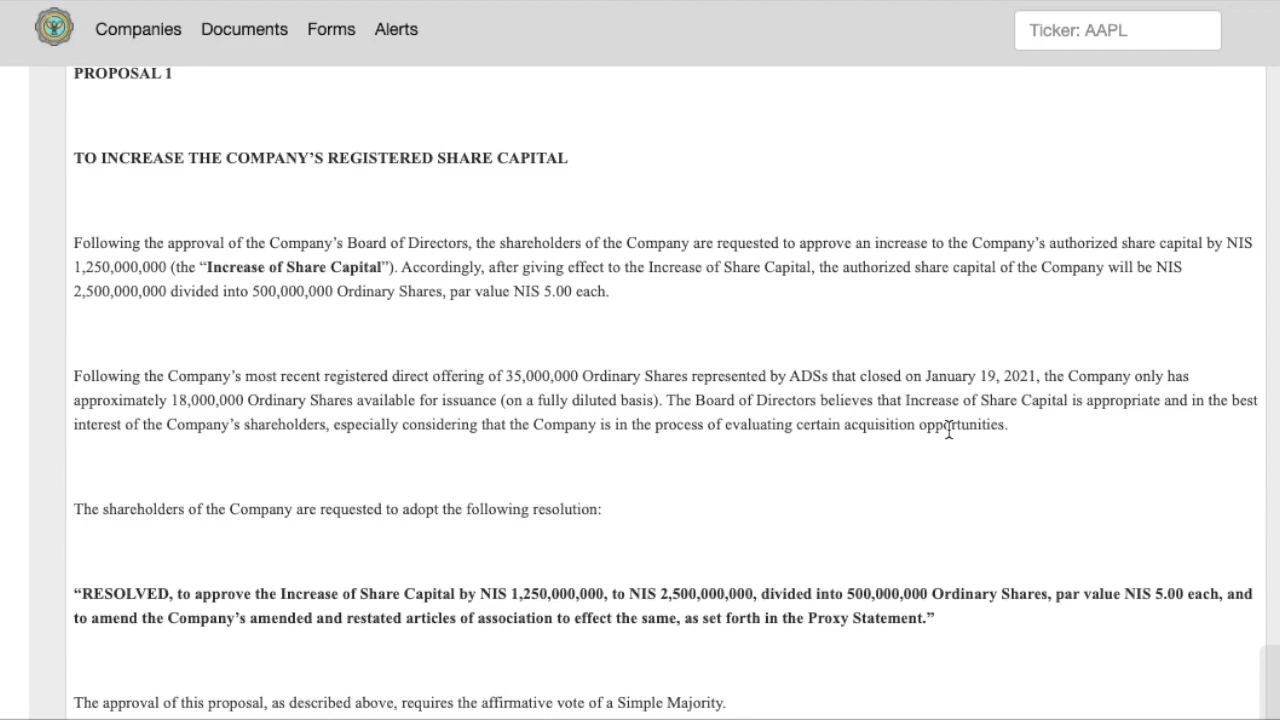 Companies Documents Forms Alerts Ticker: AAPL
PROPOSAL 1
TO INCREASE THE COMPANY’S REGISTERED SHARE CAPITAL
Following the approval of the Company’s Board of Directors, the shareholders of the Company are requested to approve an increase to the Company’s authorized share capital by NIS
1,250,000,000 (the “Increase of Share Capital”). Accordingly, after giving effect to the Increase of Share Capital, the authorized share capital of the Company will be NIS
2,500,000,000 divided into 500,000,000 Ordinary Shares, par value NIS 5.00 each.
Following the Company’s most recent registered direct offering of 35,000,000 Ordinary Shares represented by ADSs that closed on January 19, 2021, the Company only has
approximately 18,000,000 Ordinary Shares available for issuance (on a fully diluted basis). The Board of Directors believes that Increase of Share Capital is appropriate and in the best
interest of the Company’s shareholders, especially considering that the Company is in the process of evaluating certain acquisition opportunities.
The shareholders of the Company are requested to adopt the following resolution:
“RESOLVED, to approve the Increase of Share Capital by NIS 1,250,000,000, to NIS 2,500,000,000, divided into 500,000,000 Ordinary Shares, par value NIS 5.00 each, and
to amend the Company’s amended and restated articles of association to effect the same, as set forth in the Proxy Statement.”
The approval of this proposal, as described above, requires the affirmative vote of a Simple Majority.